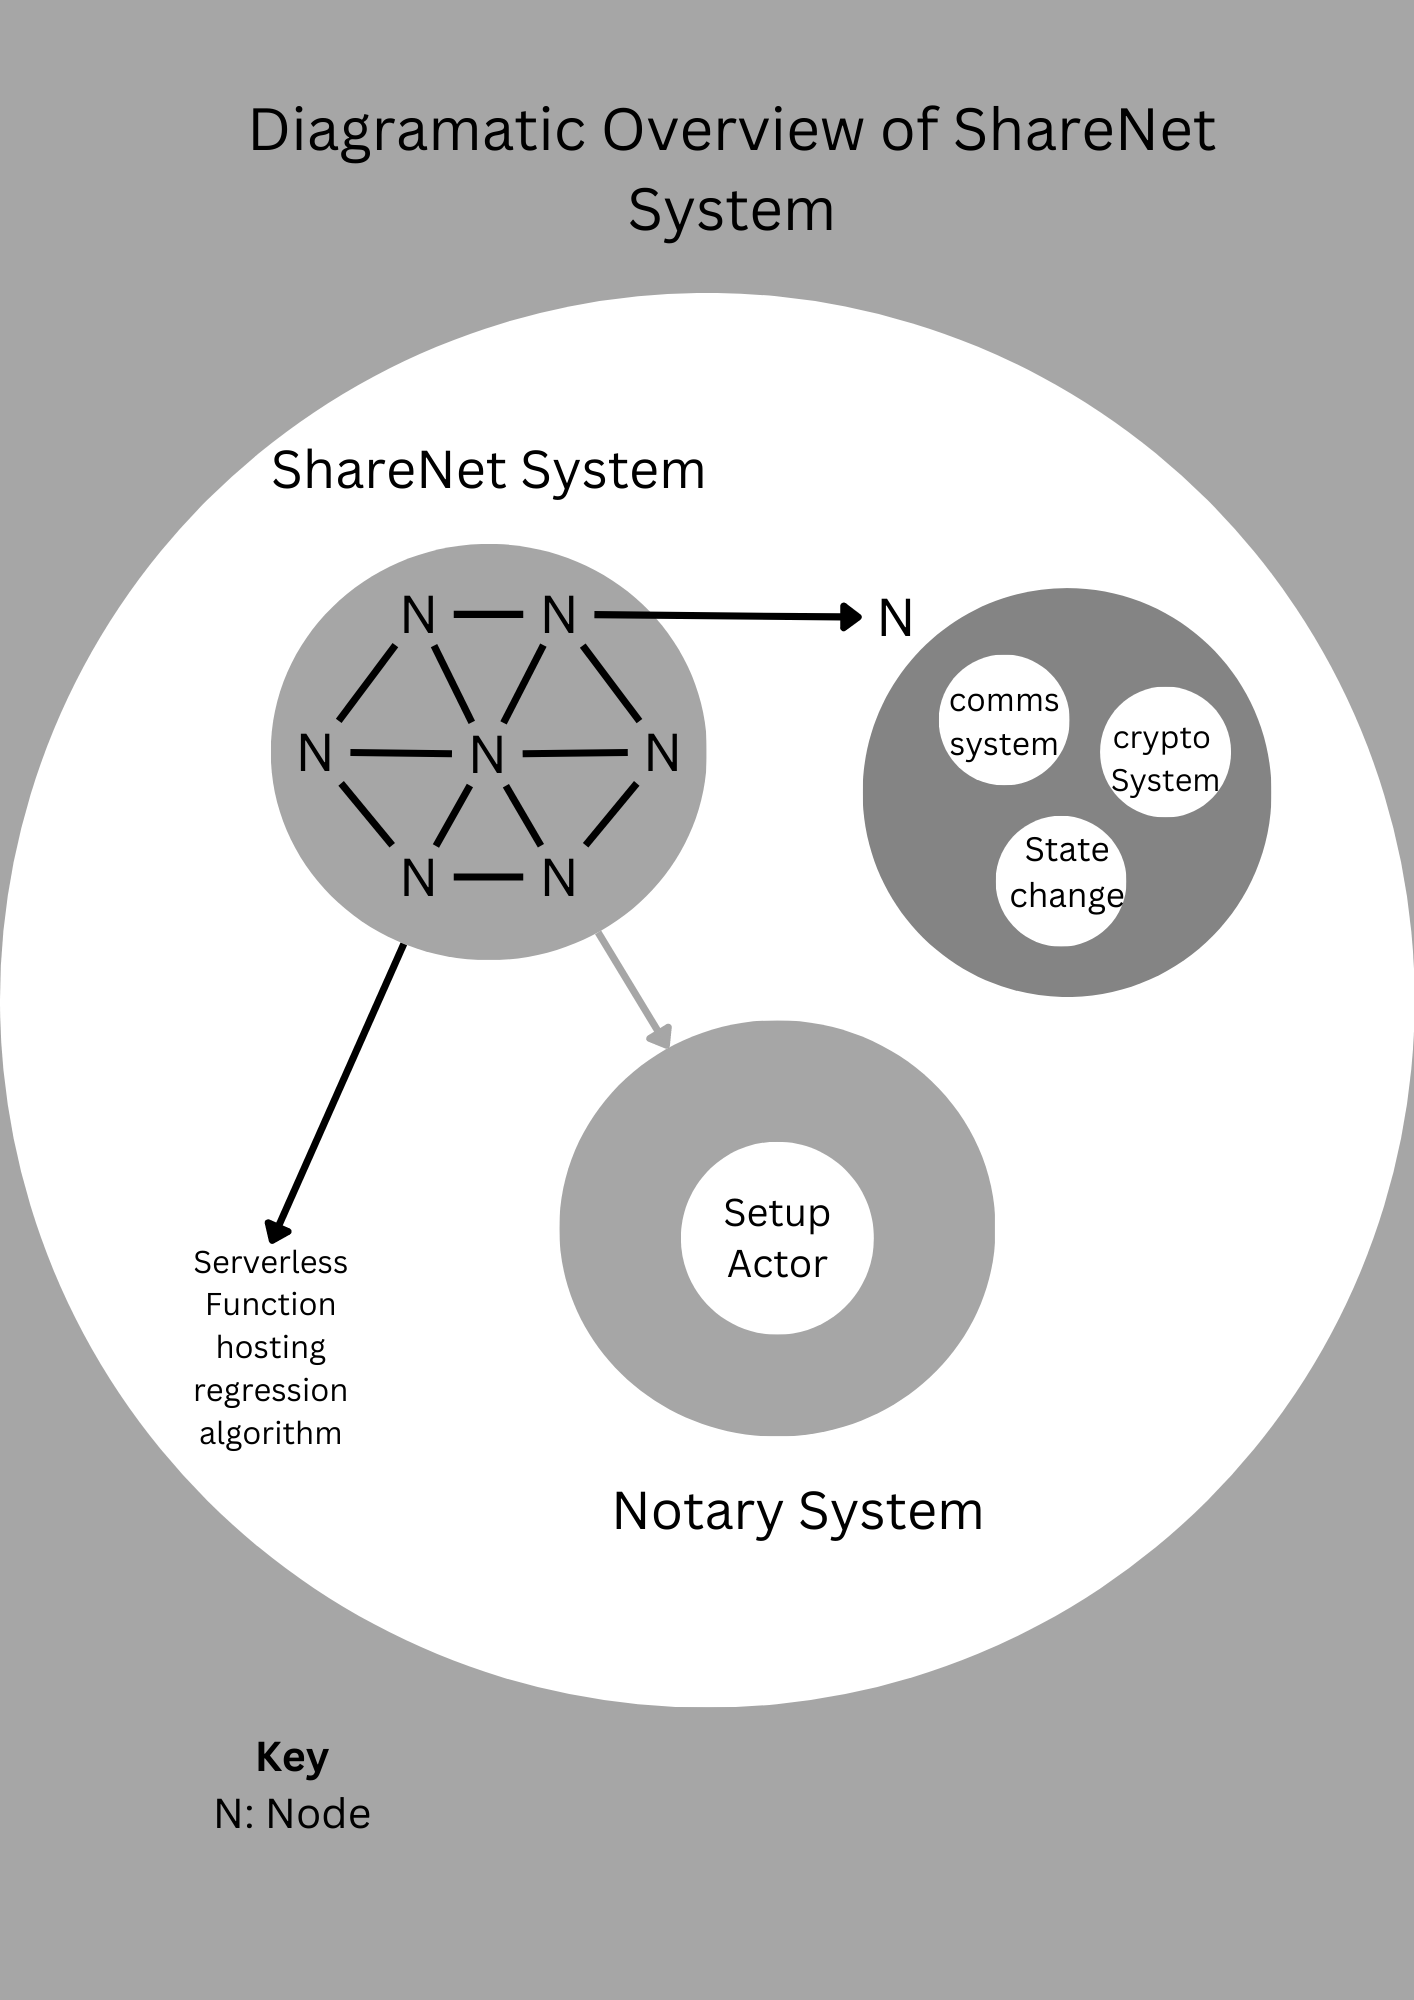 Diagramatic Overview of ShareNet
System
ShareNet System
N N N
N N N
N N
comms
system
crypto
System
State
change
Setup
Actor
Serverless
Function
hosting
regression
algorithm
Notary System
Key
N: Node